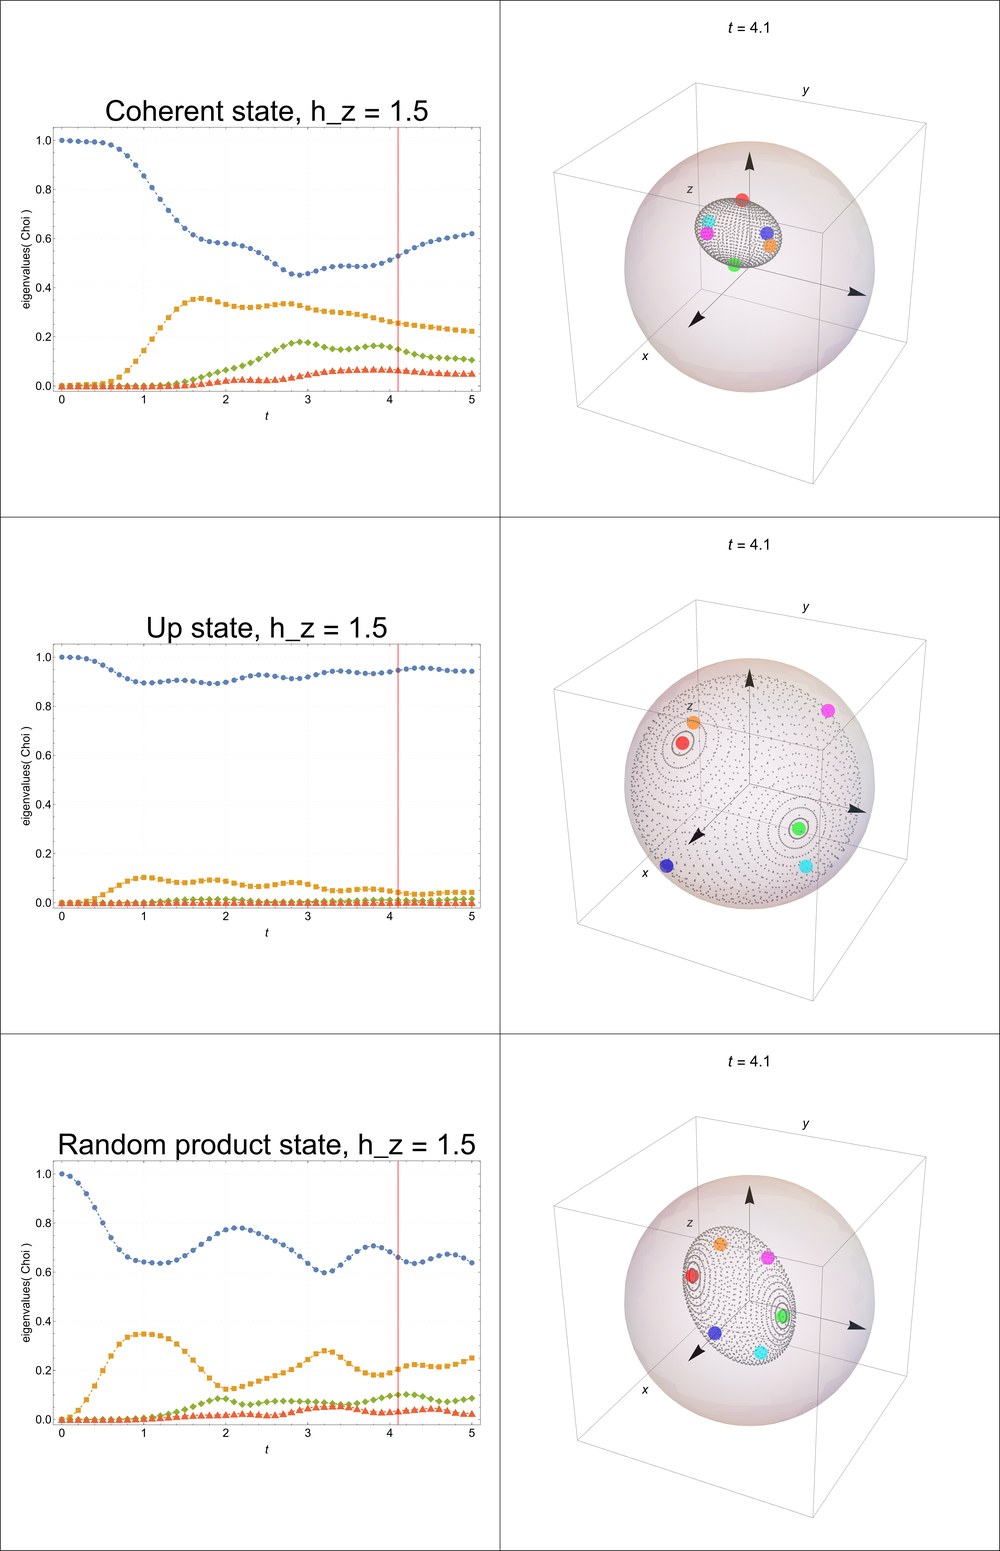 Coherent state, h_z = 1.5
eigenvalues( Choi )
1.0
0.8
0.6
0.4
0.2
0.0
0 1 2 3 4 5
t
t = 4.1
y
z
x
Up state, h_z = 1.5
eigenvalues( Choi )
1.0
0.8
0.6
0.4
0.2
0.0
0 1 2 3 4 5
t
t = 4.1
y
z
x
Random product state, h_z = 1.5
eigenvalues( Choi )
1.0
0.8
0.6
0.4
0.2
0.0
0 1 2 3 4 5
t
t = 4.1
y
z
x